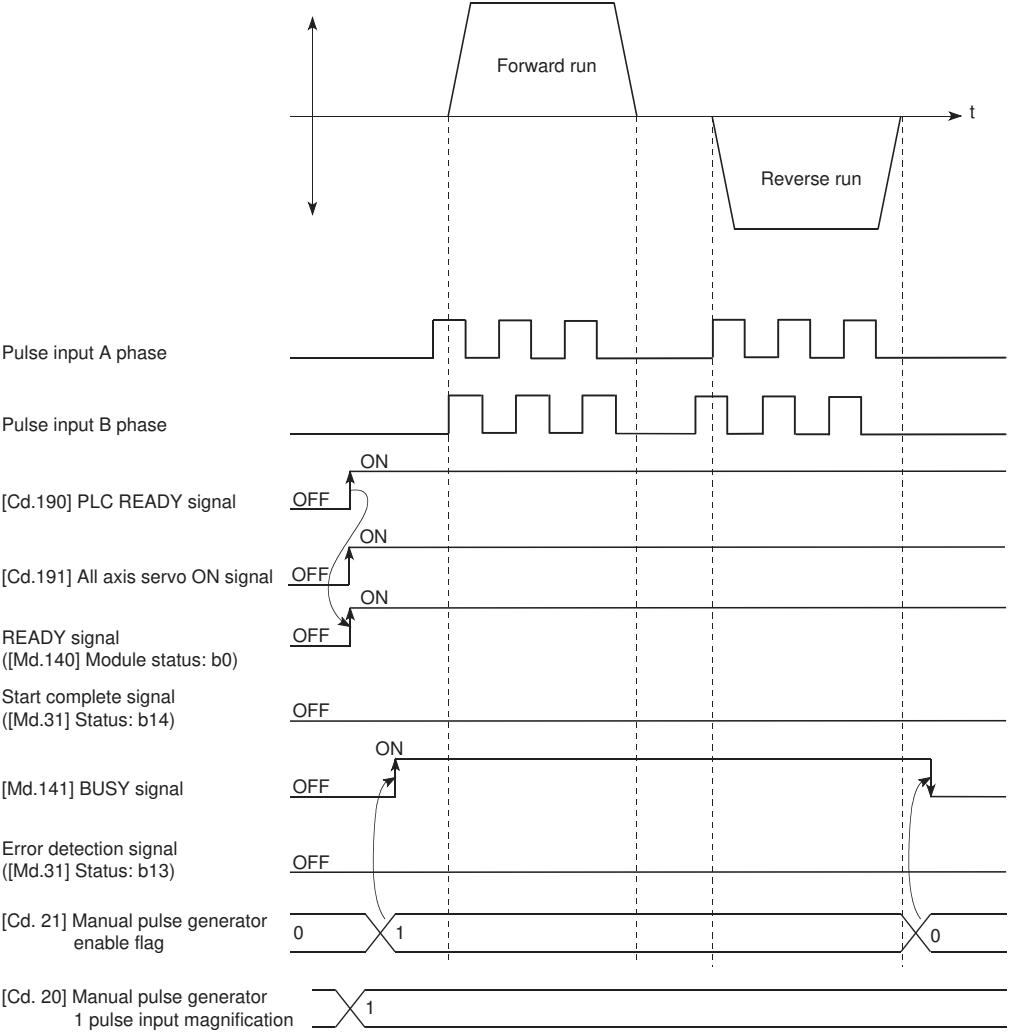 Forward run
t
Reverse run
Pulse input A phase
Pulse input B phase
ON
[Cd.190] PLC READY signal
OFF
ON
[Cd.191] All axis servo ON signal
OFF
ON
READY signal
([Md.140] Module status: b0)
OFF
Start complete signal
([Md.31] Status: b14)
OFF
ON
[Md.141] BUSY signal
OFF
Error detection signal
([Md.31] Status: b13)
OFF
[Cd. 21] Manual pulse generator
enable flag
0
1
0
[Cd. 20] Manual pulse generator
1 pulse input magnification
1